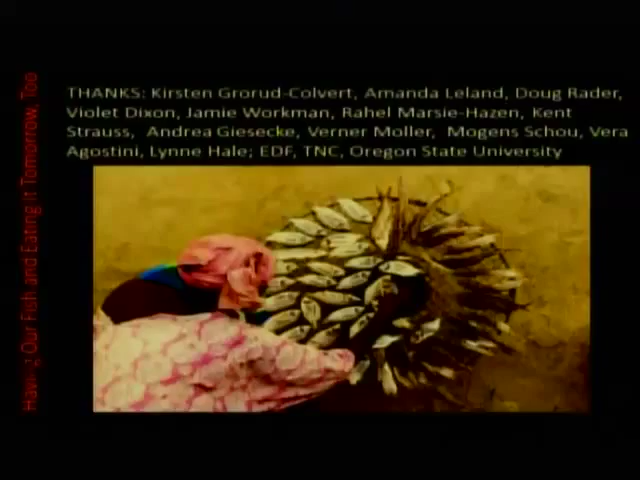 Having Our Fish and Eating it Tomorrow, Too
THANKS: Kirsten Grorud-Colvert, Amanda Leland, Doug Rader,
Violet Dixon, Jamie Workman, Rahel Marsie-Hazen, Kent
Strauss, Andrea Giesecke, Verner Moller, Mogens Schou, Vera
Agostini, Lynne Hale; EDF, TNC, Oregon State University